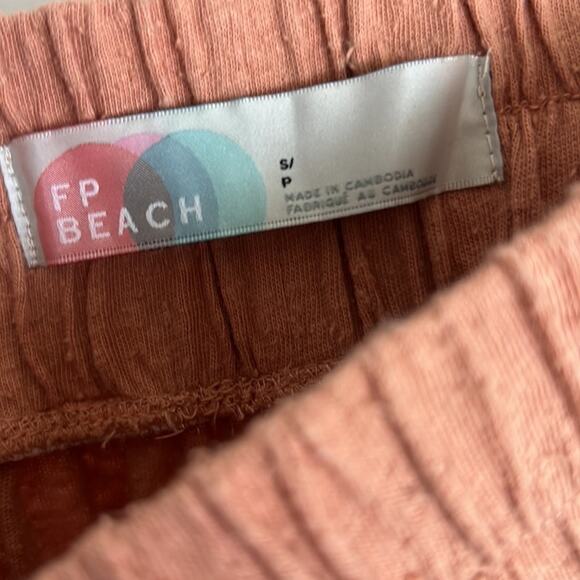 FP
BEACH
S/
P
MADE IN CAMBODIA
FABRIQUÉ AU CAMBODGE